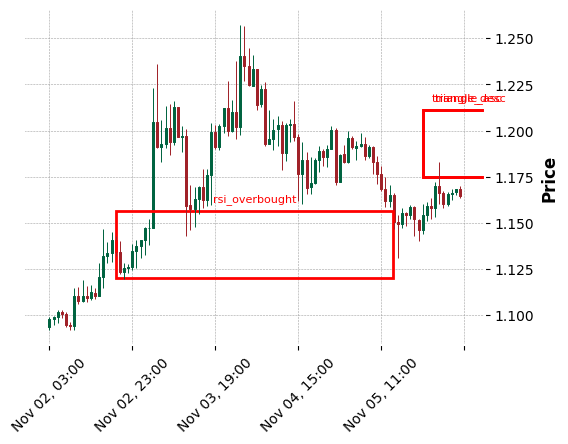 1.250
1.225
1.200
1.175
1.150
1.125
1.100
Price
rsi_overbought
Nov 02, 03:00
Nov 02, 23:00
Nov 03, 19:00
Nov 04, 15:00
Nov 05, 11:00